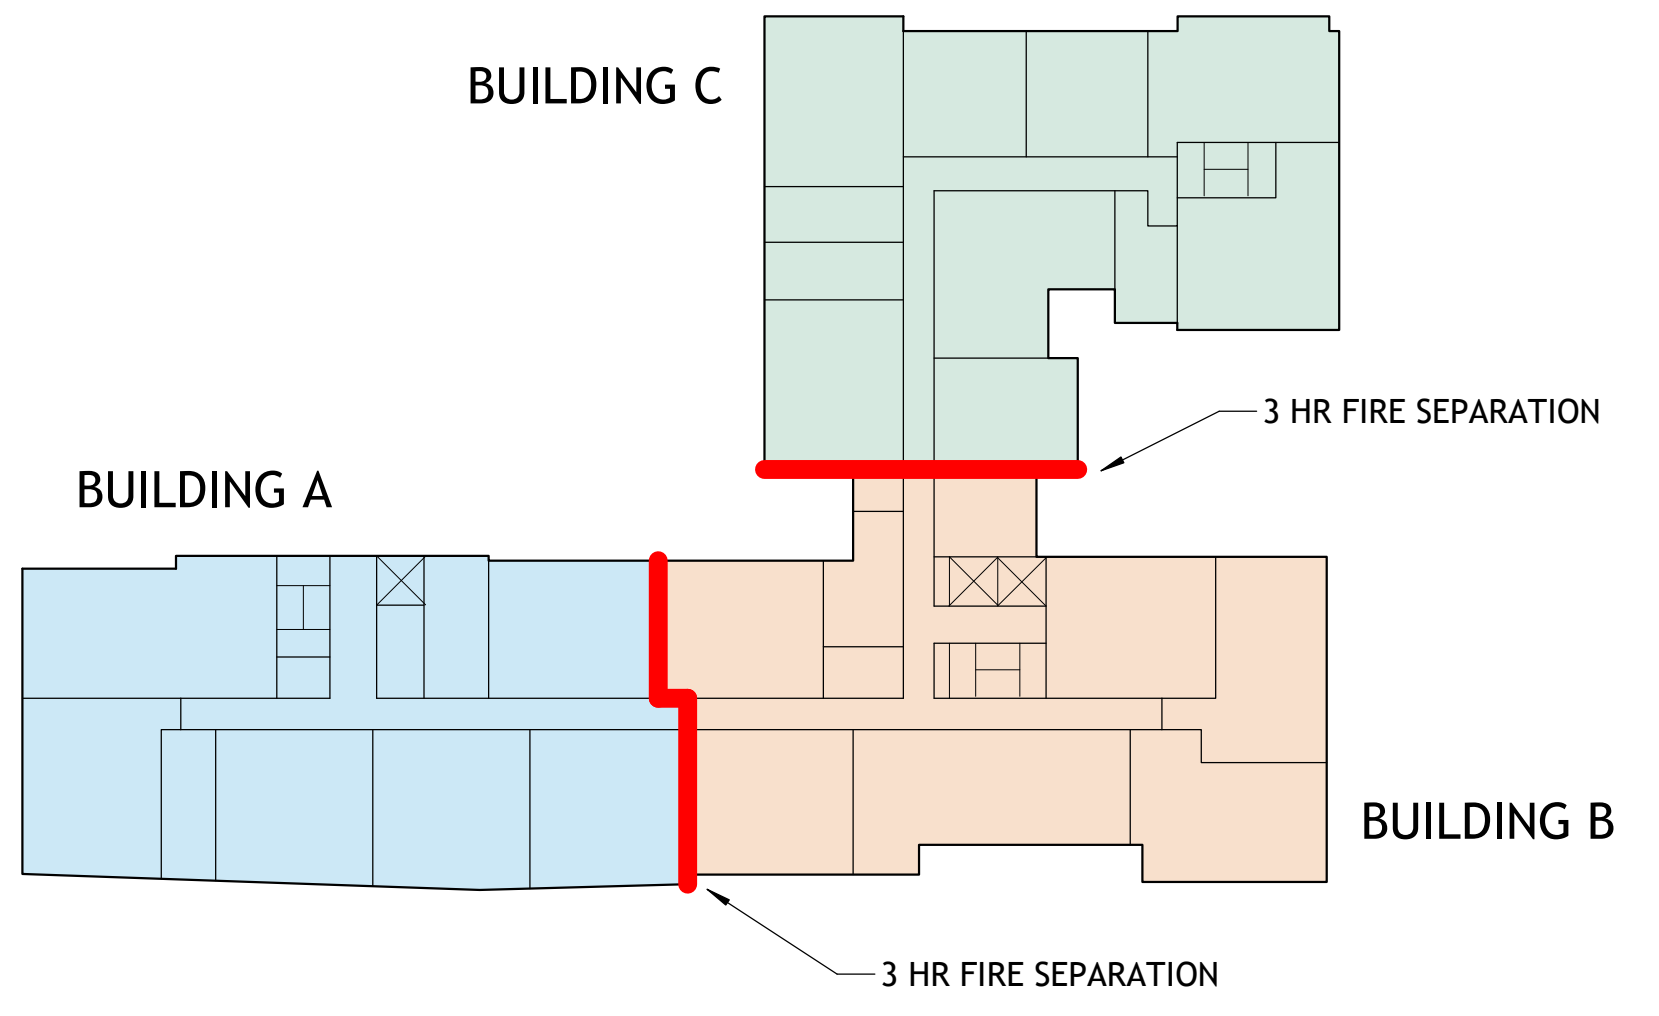 BUILDING C
3 HR FIRE SEPARATION
BUILDING A
BUILDING B
3 HR FIRE SEPARATION